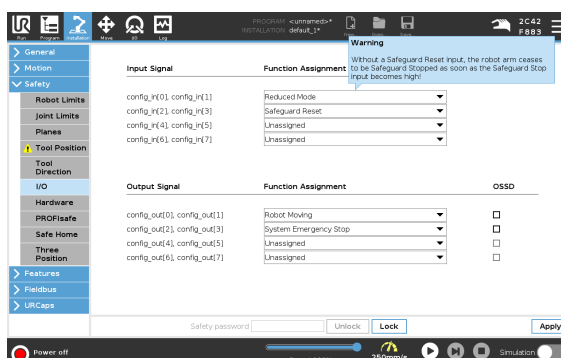 PROGRAM <unnamed>*
INSTALLATION default_1*
2C42
F883
Run Program Installation Move I/O Log
Warning
Without a Safeguard Reset input, the robot arm ceases
to be Safeguard Stopped as soon as the Safeguard Stop
input becomes high!
General
Motion
Safety
Robot Limits
Joint Limits
Planes
Tool Position
Tool
Direction
I/O
Hardware
PROFIsafe
Safe Home
Three
Position
Features
Fieldbus
URCaps
Input Signal Function Assignment
config_in[0], config_in[1] Reduced Mode
config_in[2], config_in[3] Safeguard Reset
config_in[4], config_in[5] Unassigned
config_in[6], config_in[7] Unassigned
Output Signal Function Assignment OSSD
config_out[0], config_out[1] Robot Moving
config_out[2], config_out[3] System Emergency Stop
config_out[4], config_out[5] Unassigned
config_out[6], config_out[7] Unassigned
Safety password Unlock Lock Apply
Power off 250mm/s Simulation